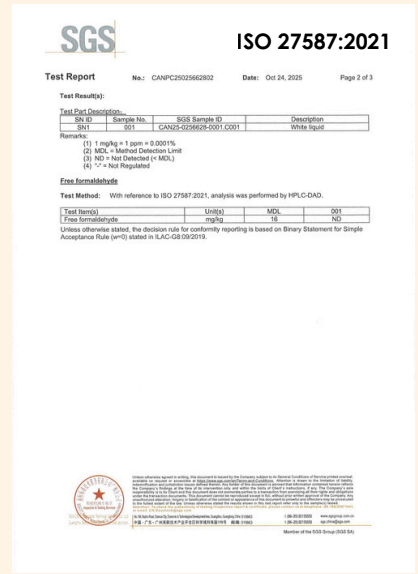 SGS
ISO 27587:2021
Test Report No.: CANPC25025662802 Date: Oct 24, 2025 Page 2 of 3
Test Result(s):
Test Part Description:
SN ID Sample No. SGS Sample ID Description
SN1 001 CAN25-0256628-0001.C001 White liquid
Remarks:
(1) 1 mg/kg = 1 ppm = 0.0001%
(2) MDL = Method Detection Limit
(3) ND = Not Detected (< MDL)
(4) "-" = Not Regulated
Free formaldehyde
Test Method: With reference to ISO 27587:2021, analysis was performed by HPLC-DAD.
Test Item(s) Unit(s) MDL 001
Free formaldehyde mg/kg 16 ND
Unless otherwise stated, the decision rule for conformity reporting is based on Binary Statement for Simple
Acceptance Rule (w=0) stated in ILAC-G8:09/2019.
Member of the SGS Group (SGS SA)